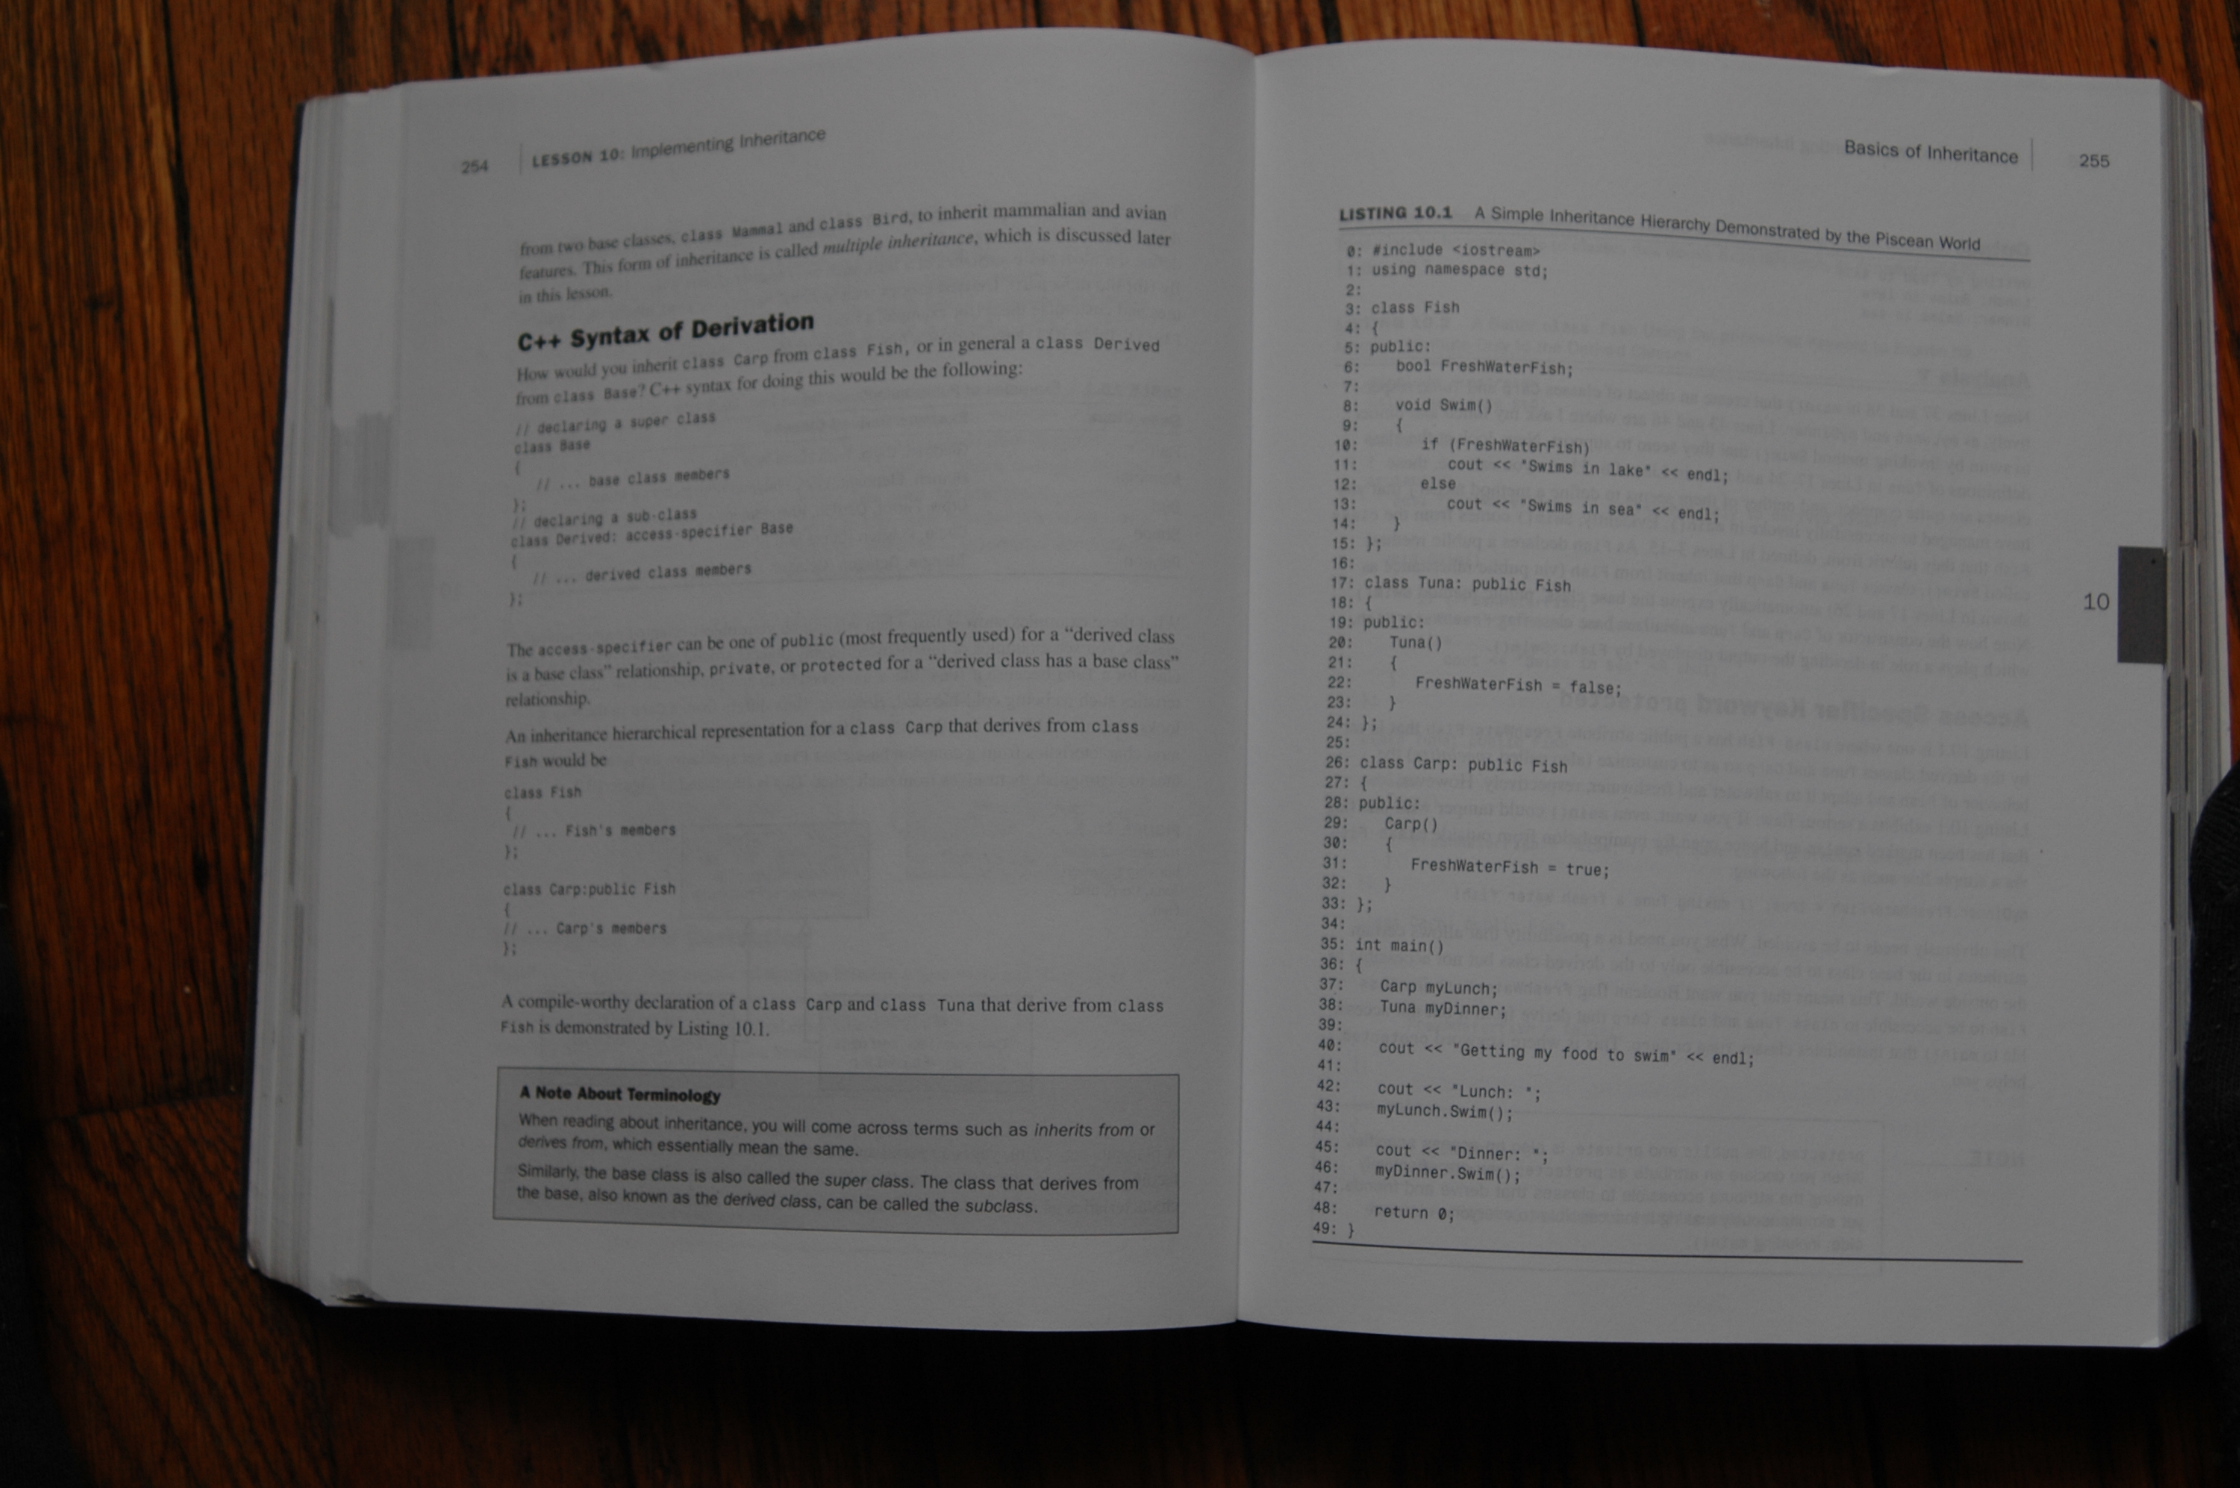 254 LESSON 10: Implementing Inheritance
from two base classes, class Mammal and class Bird, to inherit mammalian and avian
features. This form of inheritance is called multiple inheritance, which is discussed later
in this lesson.
C++ Syntax of Derivation
How would you inherit class Carp from class Fish, or in general a class Derived
from class Base? C++ syntax for doing this would be the following:
// declaring a super class
class Base
{
// ... base class members
};
// declaring a sub-class
class Derived: access-specifier Base
{
// ... derived class members
};
The access-specifier can be one of public (most frequently used) for a “derived class
is a base class” relationship, private, or protected for a “derived class has a base class”
relationship.
An inheritance hierarchical representation for a class Carp that derives from class
Fish would be
class Fish
{
// ... Fish's members
};
class Carp:public Fish
{
// ... Carp's members
};
A compile-worthy declaration of a class Carp and class Tuna that derive from class
Fish is demonstrated by Listing 10.1.
A Note About Terminology
When reading about inheritance, you will come across terms such as inherits from or
derives from, which essentially mean the same.
Similarly, the base class is also called the super class. The class that derives from
the base, also known as the derived class, can be called the subclass.
Basics of Inheritance 255
LISTING 10.1 A Simple Inheritance Hierarchy Demonstrated by the Piscean World
0: #include <iostream>
1: using namespace std;
2:
3: class Fish
4: {
5: public:
6: bool FreshWaterFish;
7:
8: void Swim()
9: {
10: if (FreshWaterFish)
11: cout << "Swims in lake" << endl;
12: else
13: cout << "Swims in sea" << endl;
14: }
15: };
16:
17: class Tuna: public Fish
18: {
19: public:
20: Tuna()
21: {
22: FreshWaterFish = false;
23: }
24: };
25:
26: class Carp: public Fish
27: {
28: public:
29: Carp()
30: {
31: FreshWaterFish = true;
32: }
33: };
34:
35: int main()
36: {
37: Carp myLunch;
38: Tuna myDinner;
39:
40: cout << "Getting my food to swim" << endl;
41:
42: cout << "Lunch: ";
43: myLunch.Swim();
44:
45: cout << "Dinner: ";
46: myDinner.Swim();
47:
48: return 0;
49: }
10